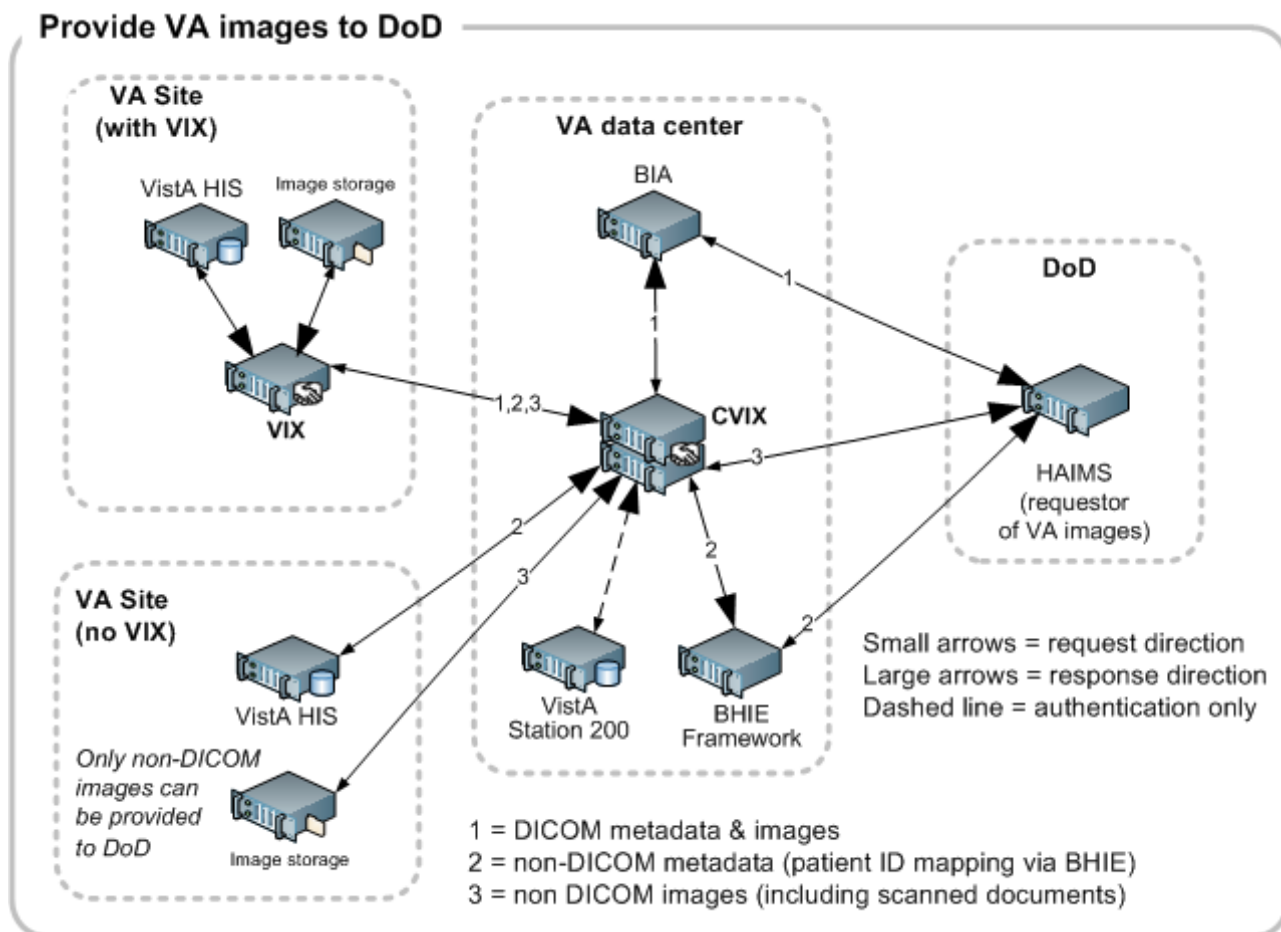 Provide VA images to DoD
VA Site
(with VIX)
VistA HIS
Image storage
VIX
VA data center
BIA
1
1
1,2,3
CVIX
3
2
3
2
2
VistA
Station 200
BHIE
Framework
DoD
HAIMS
(requestor
of VA images)
VA Site
(no VIX)
VistA HIS
Only non-DICOM
images can
be provided
to DoD
Image storage
Small arrows = request direction
Large arrows = response direction
Dashed line = authentication only
1 = DICOM metadata & images
2 = non-DICOM metadata (patient ID mapping via BHIE)
3 = non DICOM images (including scanned documents)